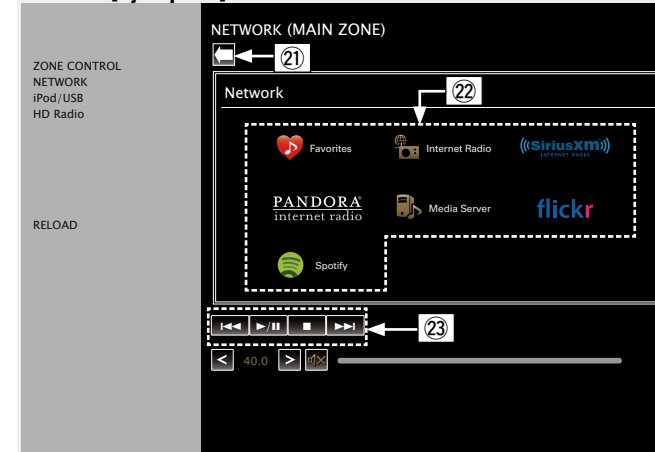 NETWORK (MAIN ZONE)
㉑
ZONE CONTROL
NETWORK
iPod/USB
HD Radio
RELOAD
Network
㉒
Favorites
Internet Radio
((SiriusXM))
INTERNET RADIO
PANDORA®
internet radio
Media Server
flickr
Spotify
㉓
< 40.0 >